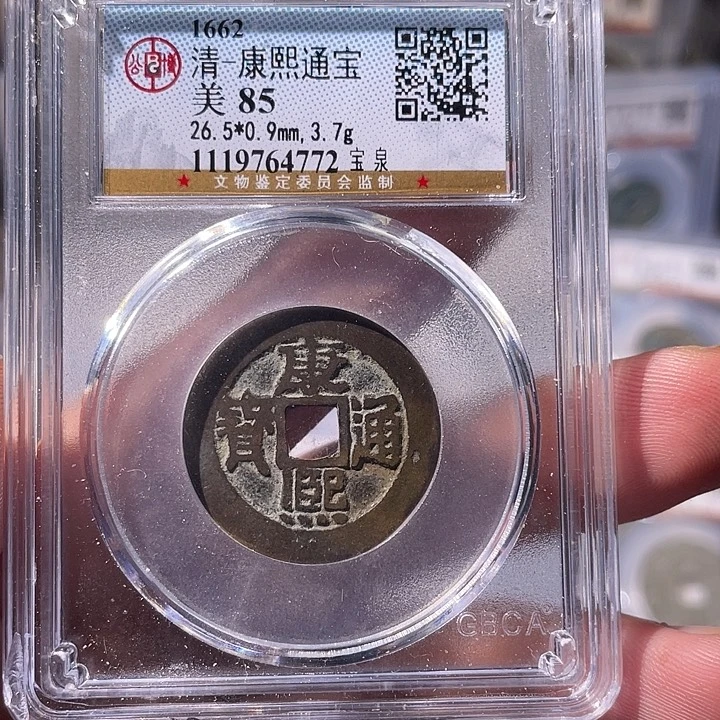 1662
清-康熙通宝
美 85
26.5*0.9mm, 3.7g
1119764772 宝泉
★ 文物鉴定委员会监制 ★
康
寶 通
熙
GBCA